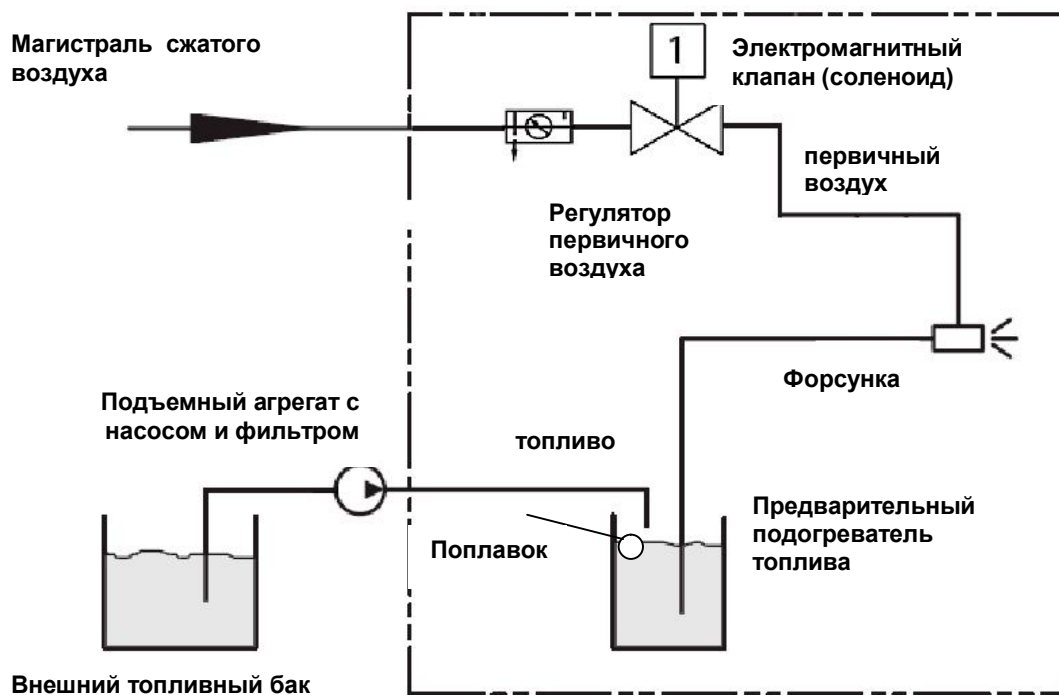 Магистраль сжатого
воздуха
1
Электромагнитный
клапан (соленоид)
первичный
воздух
Регулятор
первичного
воздуха
Форсунка
Подъемный агрегат с
насосом и фильтром
топливо
Поплавок
Предварительный
подогреватель
топлива
Внешний топливный бак